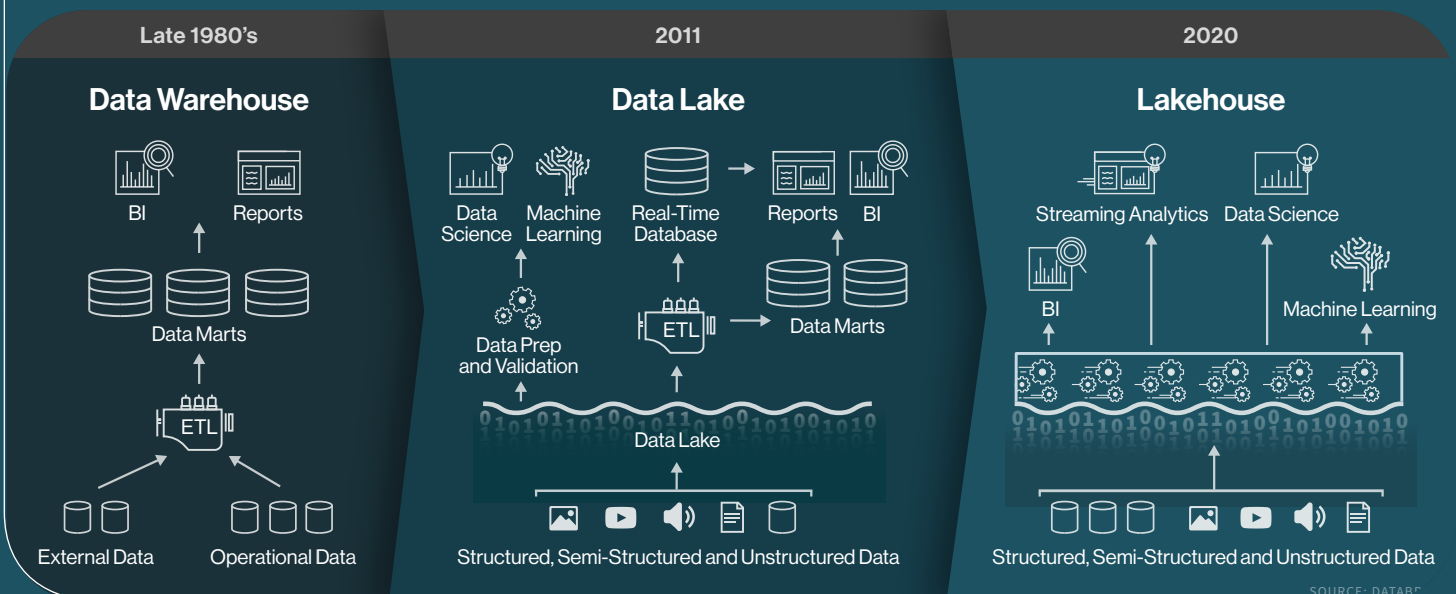 Late 1980’s
Data Warehouse
BI
Reports
Data Marts
ETL
External Data
Operational Data
2011
Data Lake
Data
Science
Machine
Learning
Real-Time
Database
Reports
BI
Data Prep
and Validation
ETL
Data Marts
Data Lake
Structured, Semi-Structured and Unstructured Data
2020
Lakehouse
Streaming Analytics
Data Science
BI
Machine Learning
Structured, Semi-Structured and Unstructured Data
SOURCE: